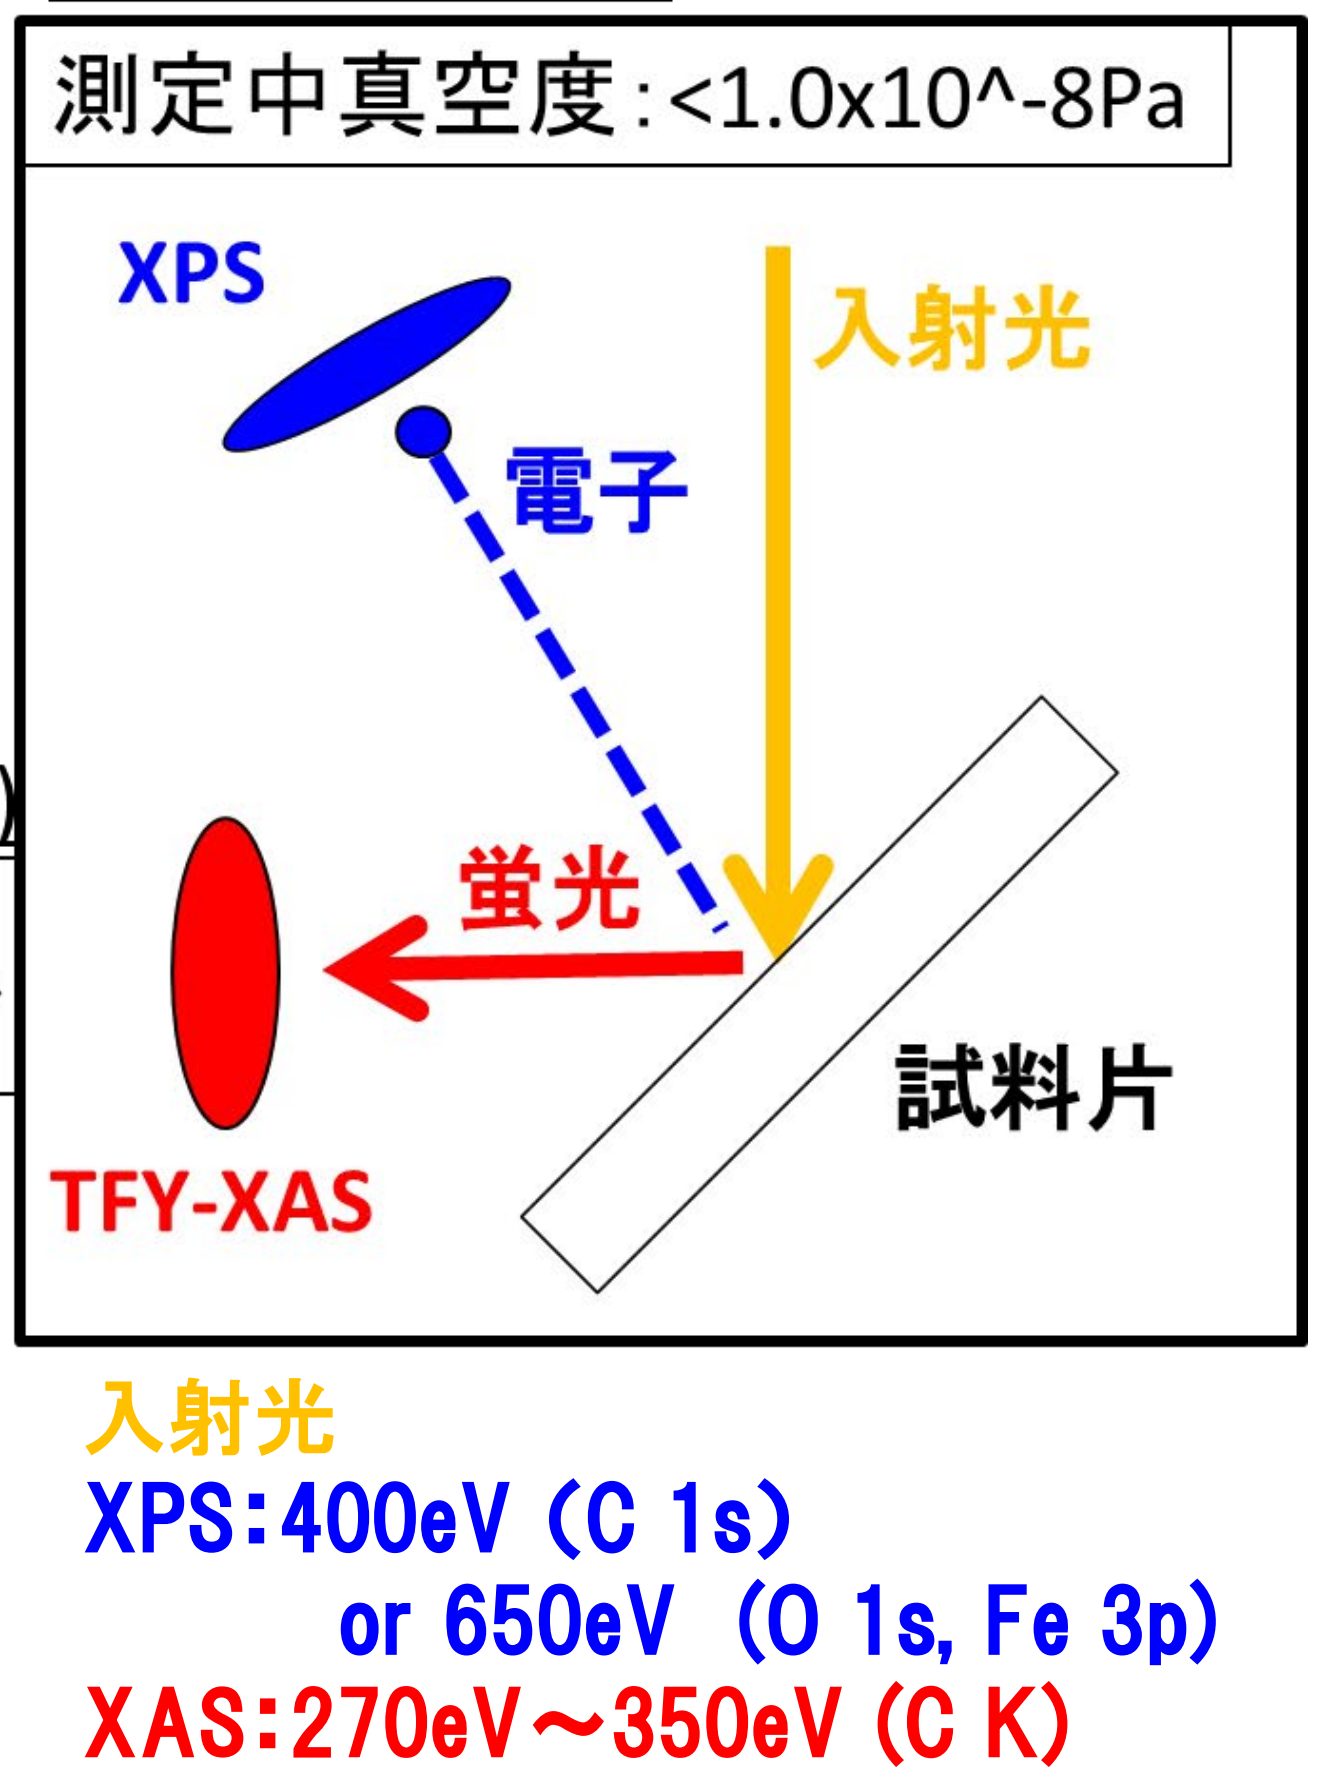 測定中真空度:<1.0x10^-8Pa
XPS
入射光
電子
)
蛍光
試料片
TFY-XAS
入射光
XPS:400eV (C 1s)
or 650eV (O 1s, Fe 3p)
XAS:270eV～350eV (C K)